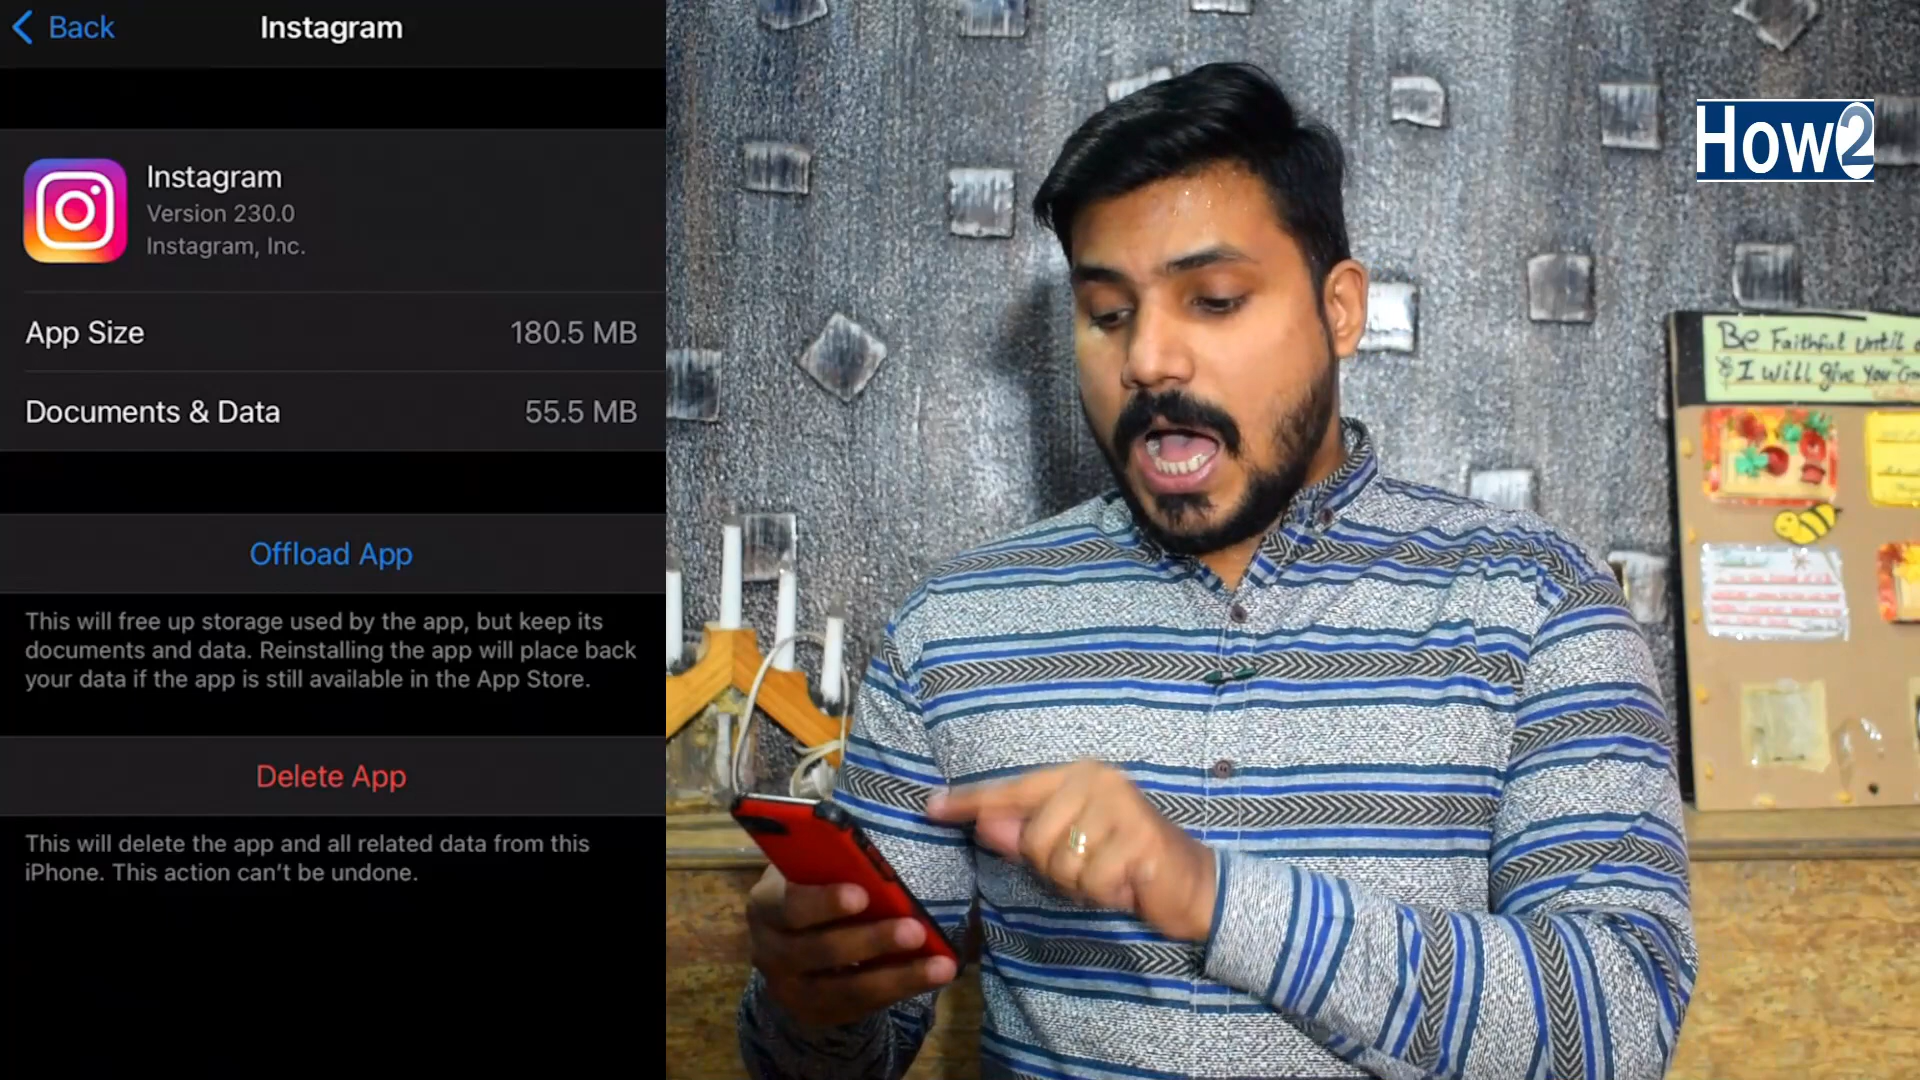 Back
Instagram
Instagram
Version 230.0
Instagram, Inc.
App Size 180.5 MB
Documents & Data 55.5 MB
Offload App
This will free up storage used by the app, but keep its
documents and data. Reinstalling the app will place back
your data if the app is still available in the App Store.
Delete App
This will delete the app and all related data from this
iPhone. This action can't be undone.
How2
Be Faithful until
& I will give You